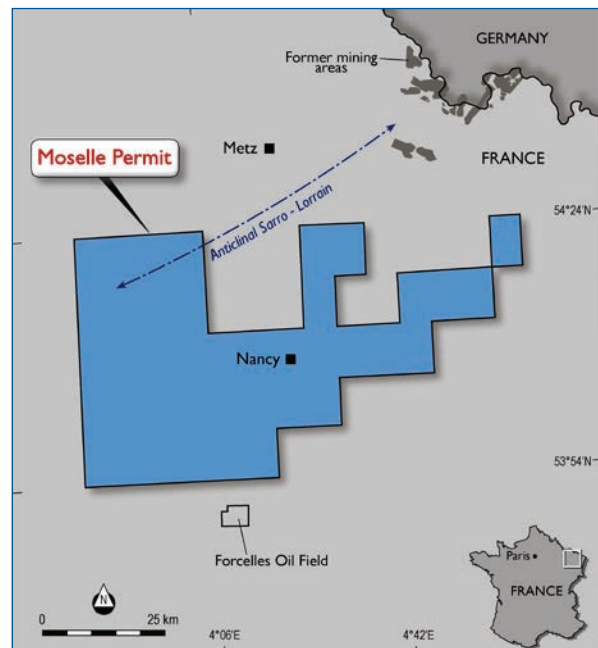 GERMANY
Former mining
areas
Moselle Permit
Metz
FRANCE
54°24'N
Anticlinal Sarro - Lorrain
Nancy
53°54'N
Forcelles Oil Field
Paris
FRANCE
N
0 25 km
4°06'E
4°42'E